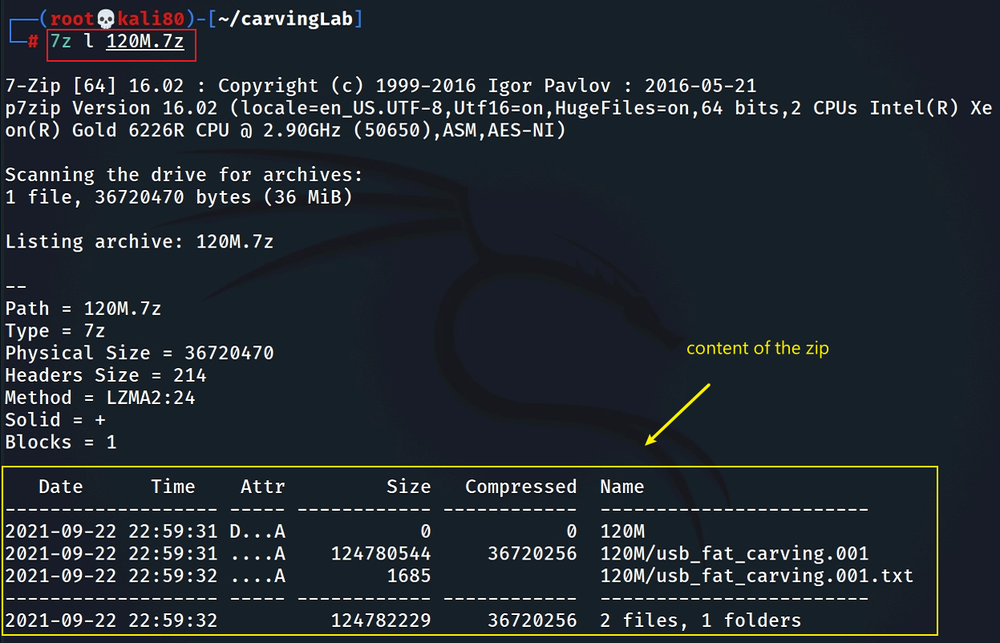 (root💀kali80)-[~/carvingLab]
# 7z l 120M.7z
7-Zip [64] 16.02 : Copyright (c) 1999-2016 Igor Pavlov : 2016-05-21
p7zip Version 16.02 (locale=en_US.UTF-8,Utf16=on,HugeFiles=on,64 bits,2 CPUs Intel(R) Xe
on(R) Gold 6226R CPU @ 2.90GHz (50650),ASM,AES-NI)
Scanning the drive for archives:
1 file, 36720470 bytes (36 MiB)
Listing archive: 120M.7z
--
Path = 120M.7z
Type = 7z
Physical Size = 36720470
Headers Size = 214
Method = LZMA2:24
Solid = +
Blocks = 1
content of the zip
   Date      Time    Attr         Size   Compressed  Name
------------------- ----- ------------ ------------  ------------------------
2021-09-22 22:59:31 D...A            0            0  120M
2021-09-22 22:59:31 ....A    124780544     36720256  120M/usb_fat_carving.001
2021-09-22 22:59:32 ....A         1685               120M/usb_fat_carving.001.txt
------------------- ----- ------------ ------------  ------------------------
2021-09-22 22:59:32          124782229     36720256  2 files, 1 folders